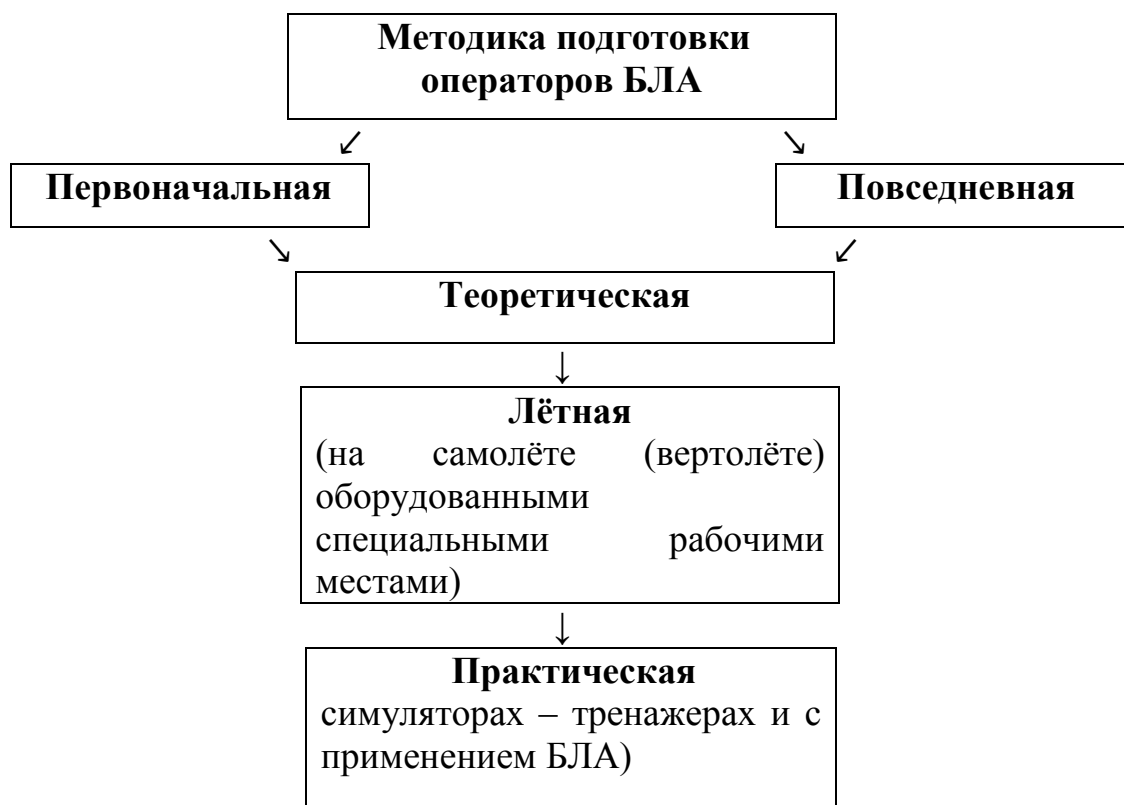 Методика подготовки
операторов БЛА
↙ ↘
Первоначальная Повседневная
↘ ↙
Теоретическая
↓
Лётная
(на самолёте (вертолёте)
оборудованными
специальными рабочими
местами)
↓
Практическая
симуляторах – тренажерах и с
применением БЛА)